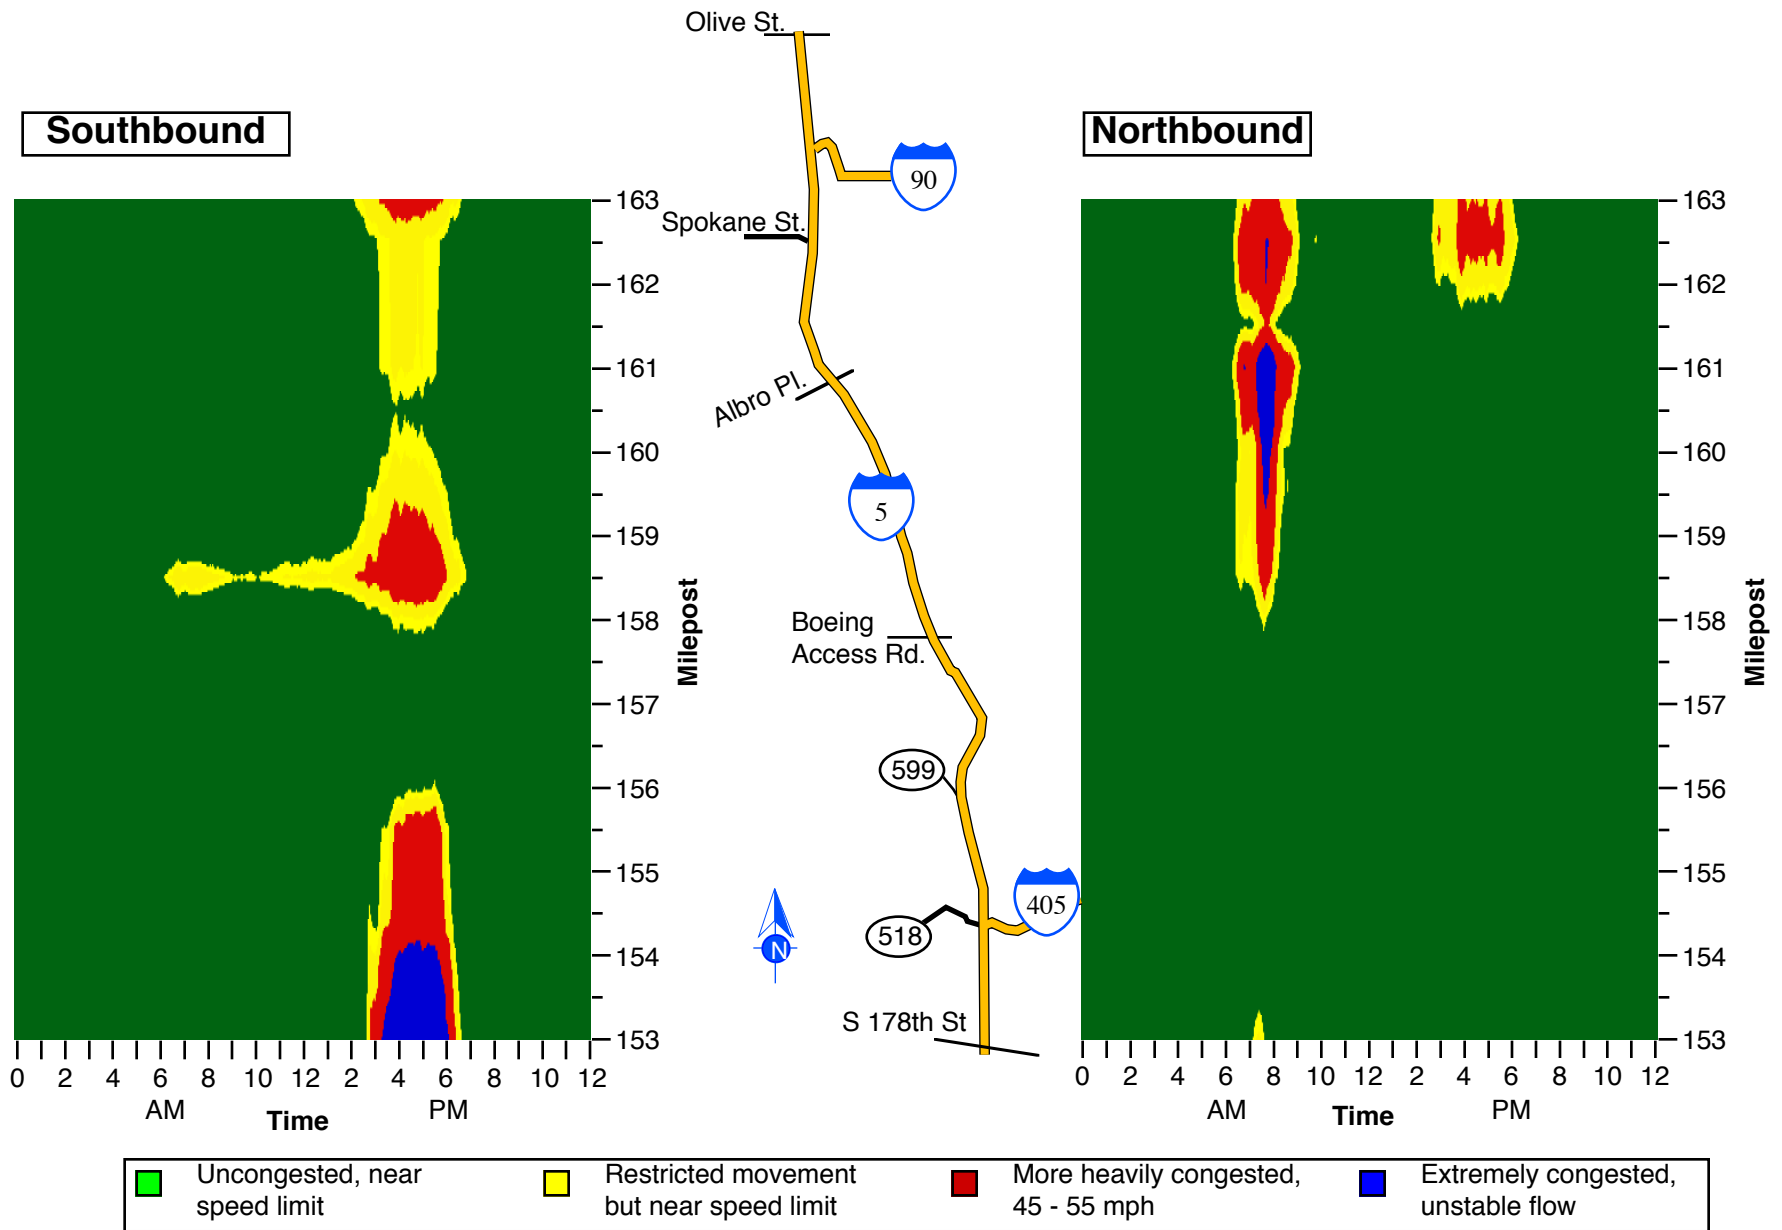 Olive St.
Southbound
Northbound
90
Spokane St.
163
162
161
160
159
158
157
156
155
154
153
Milepost
0 2 4 6 8 10 12 2 4 6 8 10 12
AM
PM
Time
Albro Pl.
5
Boeing
Access Rd.
599
405
518
N
S 178th St
163
162
161
160
159
158
157
156
155
154
153
Milepost
0 2 4 6 8 10 12 2 4 6 8 10 12
AM
PM
Time
Uncongested, near
speed limit
Restricted movement
but near speed limit
More heavily congested,
45 - 55 mph
Extremely congested,
unstable flow